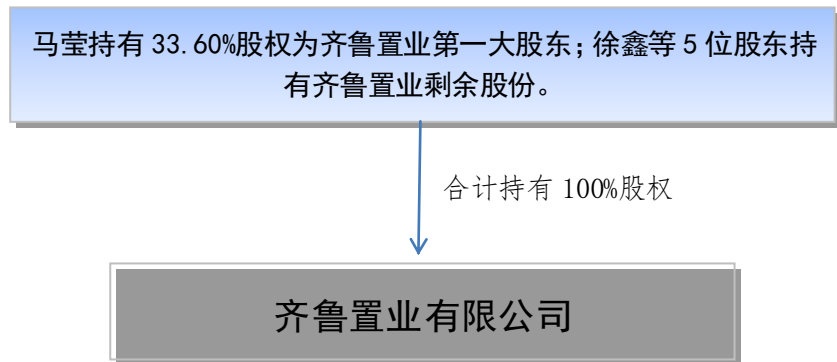 马莹持有 33.60%股权为齐鲁置业第一大股东；徐鑫等 5 位股东持
有齐鲁置业剩余股份。
合计持有 100%股权
齐鲁置业有限公司